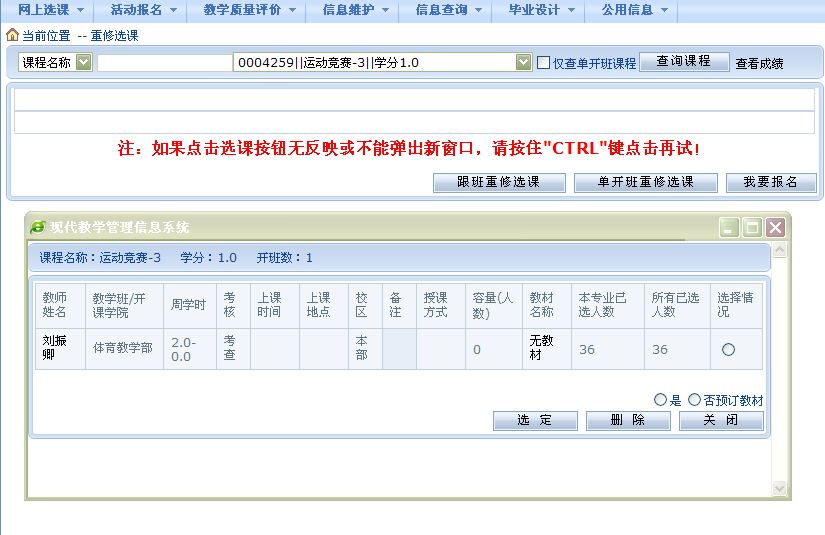 网上选课 活动报名 教学质量评价 信息维护 信息查询 毕业设计 公用信息
当前位置 -- 重修选课
课程名称 0004259||运动竞赛-3||学分1.0 仅查单开班课程 查询课程 查看成绩
注：如果点击选课按钮无反映或不能弹出新窗口，请按住"CTRL"键点击再试！
跟班重修选课 单开班重修选课 我要报名
现代教学管理信息系统
课程名称：运动竞赛-3 学分：1.0 开班数：1
教师姓名 教学班/开课学院 周学时 考核 上课时间 上课地点 校区 备注 授课方式 容量(人数) 教材名称 本专业已选人数 所有已选人数 选择情况
刘振卿 体育教学部 2.0-0.0 考查 本部 0 无教材 36 36
是 否预订教材
选 定 删 除 关 闭